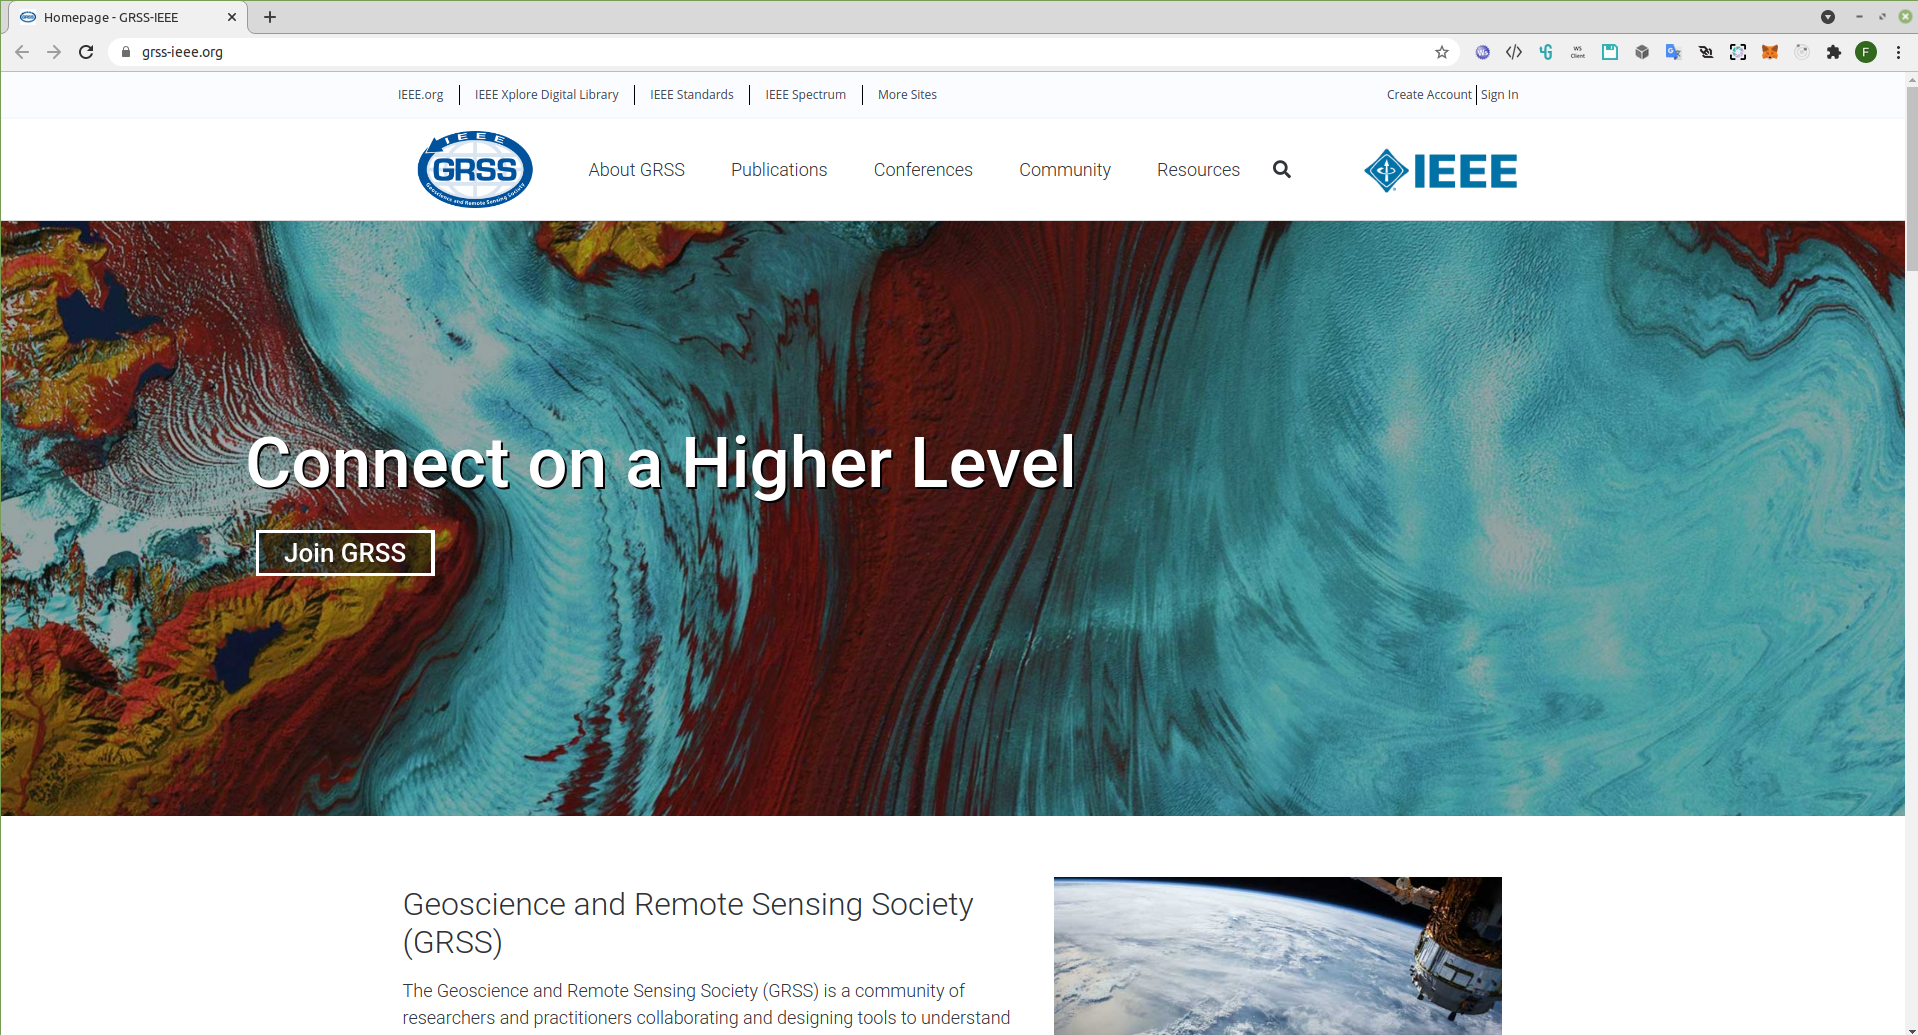 Homepage - GRSS-IEEE
grss-ieee.org
WS
Client
F
IEEE.org
IEEE Xplore Digital Library
IEEE Standards
IEEE Spectrum
More Sites
Create Account
Sign In
IEEE
GRSS
Geoscience and Remote Sensing Society
About GRSS
Publications
Conferences
Community
Resources
IEEE
Connect on a Higher Level
Join GRSS
Geoscience and Remote Sensing Society
(GRSS)
The Geoscience and Remote Sensing Society (GRSS) is a community of
researchers and practitioners collaborating and designing tools to understand